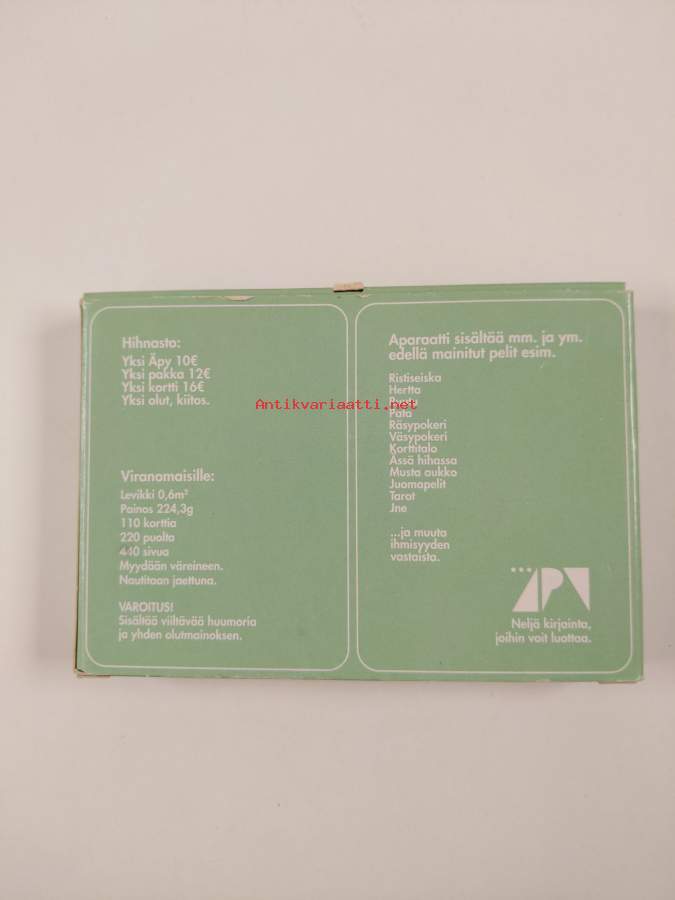 Hihnasto:
Yksi Äpy 10€
Yksi pakka 12€
Yksi kortti 16€
Yksi olut, kiitos.
Viranomaisille:
Levikki 0,6m²
Painos 224,3g
110 korttia
220 puolta
440 sivua
Myydään väreineen.
Nautitaan jaettuna.
VAROITUS!
Sisältää viiltävää huumoria
ja yhden olutmainoksen.
Aparaatti sisältää mm. ja ym.
edellä mainitut pelit esim.
Ristiseiska
Hertta
Pata
Räsypokeri
Väsypokeri
Korttitalo
Ässä hihassa
Musta aukko
Juomapelit
Tarot
Jne
...ja muuta
ihmisyyden
vastaista.
Neljä kirjainta,
joihin voit luottaa.
Antikvariaatti.net